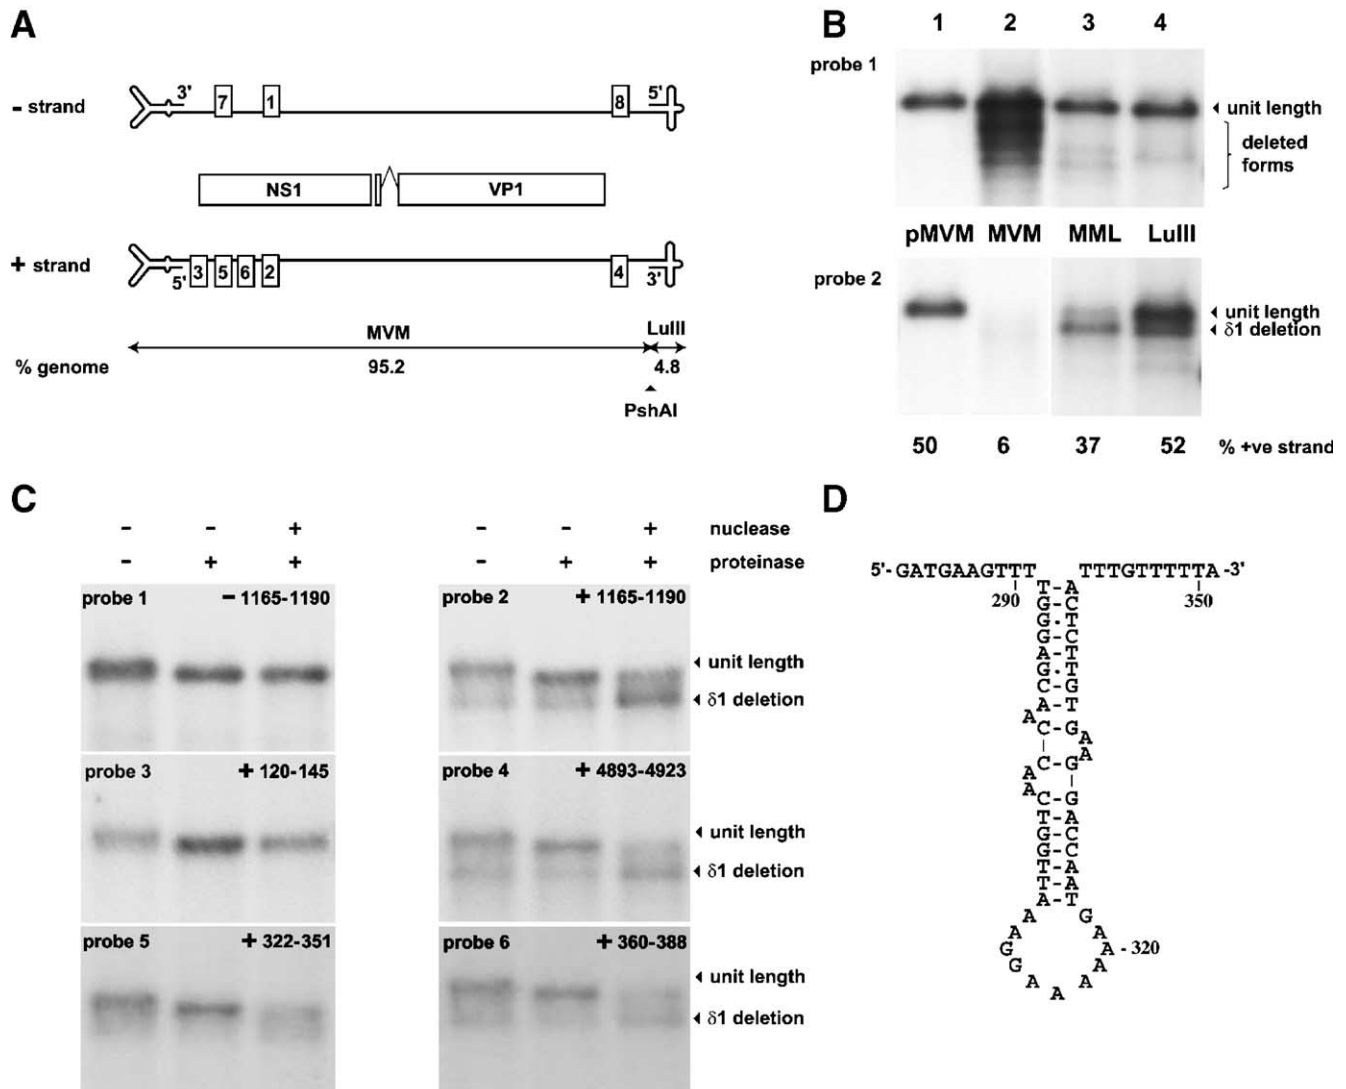 A
- strand
3'
7
1
8
5'
NS1
VP1
+ strand
5'
3
5
6
2
4
3'
MVM
LuIII
% genome
95.2
4.8
PshAI
B
1 2 3 4
probe 1
unit length
deleted
forms
pMVM MVM MML LuIII
probe 2
unit length
δ1 deletion
50 6 37 52 % +ve strand
C
- - + - - + nuclease
- + + - + + proteinase
probe 1 - 1165-1190
probe 2 + 1165-1190
unit length
δ1 deletion
probe 3 + 120-145
probe 4 + 4893-4923
unit length
δ1 deletion
probe 5 + 322-351
probe 6 + 360-388
unit length
δ1 deletion
D
5'- GATGAAGTTT TTTGTTTTTA -3'
290 350
T-A
G-C
G·T
G-C
A-T
G·T
C-G
A-T
A
C G
A
A
C G
A
A
C-G
T-A
G-C
G-C
T-A
T-A
A-T
A G
A A
G A - 320
G A
A A
A